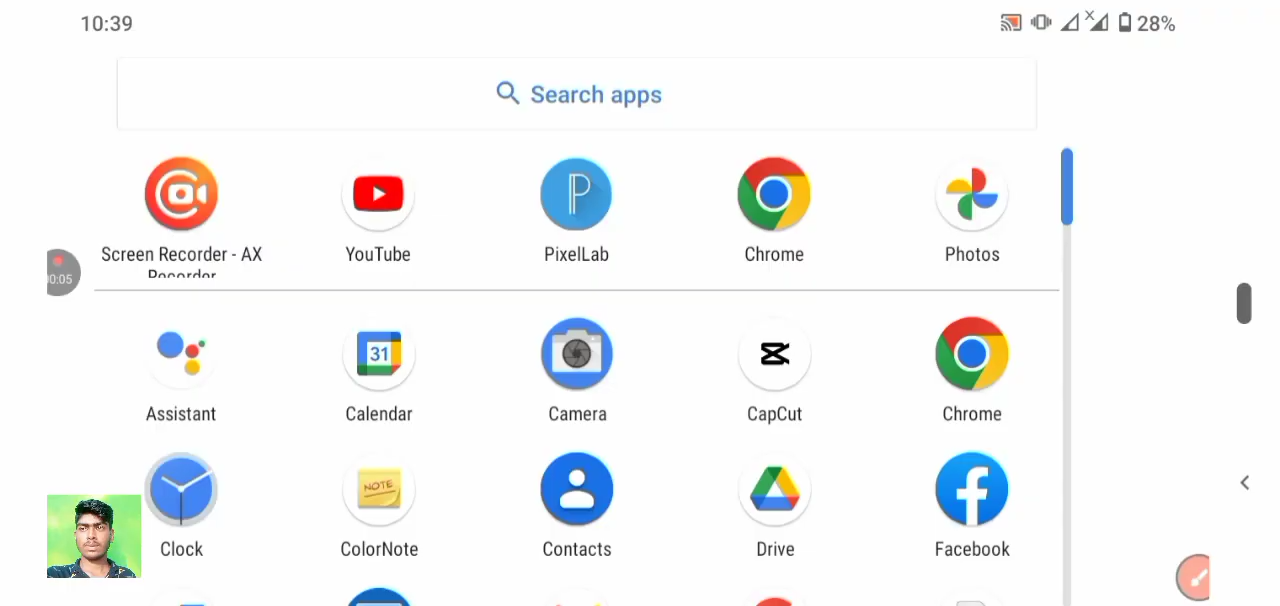 10:39
28%
Search apps
Screen Recorder - AX
Recorder
YouTube
PixelLab
Chrome
Photos
00:05
31
Assistant
Calendar
Camera
CapCut
Chrome
NOTE
Clock
ColorNote
Contacts
Drive
Facebook